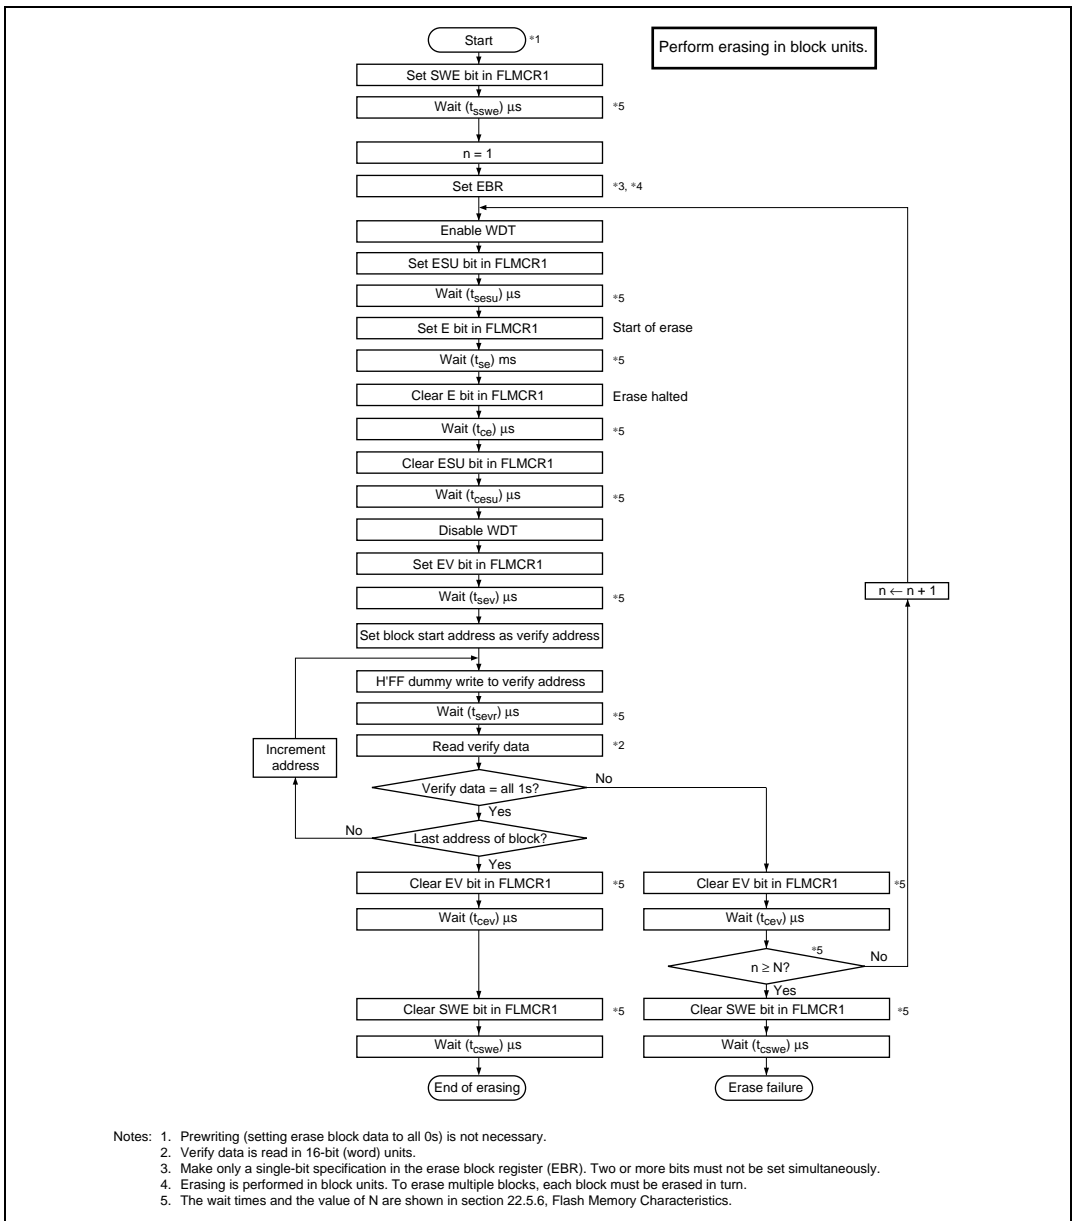 Start *1
Perform erasing in block units.
Set SWE bit in FLMCR1
Wait (tsswe) µs *5
n = 1
Set EBR *3, *4
Enable WDT
Set ESU bit in FLMCR1
Wait (tsesu) µs *5
Set E bit in FLMCR1 Start of erase
Wait (tse) ms *5
Clear E bit in FLMCR1 Erase halted
Wait (tce) µs *5
Clear ESU bit in FLMCR1
Wait (tcesu) µs *5
Disable WDT
Set EV bit in FLMCR1
Wait (tsev) µs *5
n ← n + 1
Set block start address as verify address
H'FF dummy write to verify address
Wait (tsevr) µs *5
Read verify data *2
Increment
address
Verify data = all 1s? No
Yes
No Last address of block?
Yes
Clear EV bit in FLMCR1 *5 Clear EV bit in FLMCR1 *5
Wait (tcev) µs Wait (tcev) µs
n ≥ N? *5 No
Yes
Clear SWE bit in FLMCR1 *5 Clear SWE bit in FLMCR1 *5
Wait (tcswe) µs Wait (tcswe) µs
End of erasing Erase failure
Notes: 1. Prewriting (setting erase block data to all 0s) is not necessary.
2. Verify data is read in 16-bit (word) units.
3. Make only a single-bit specification in the erase block register (EBR). Two or more bits must not be set simultaneously.
4. Erasing is performed in block units. To erase multiple blocks, each block must be erased in turn.
5. The wait times and the value of N are shown in section 22.5.6, Flash Memory Characteristics.